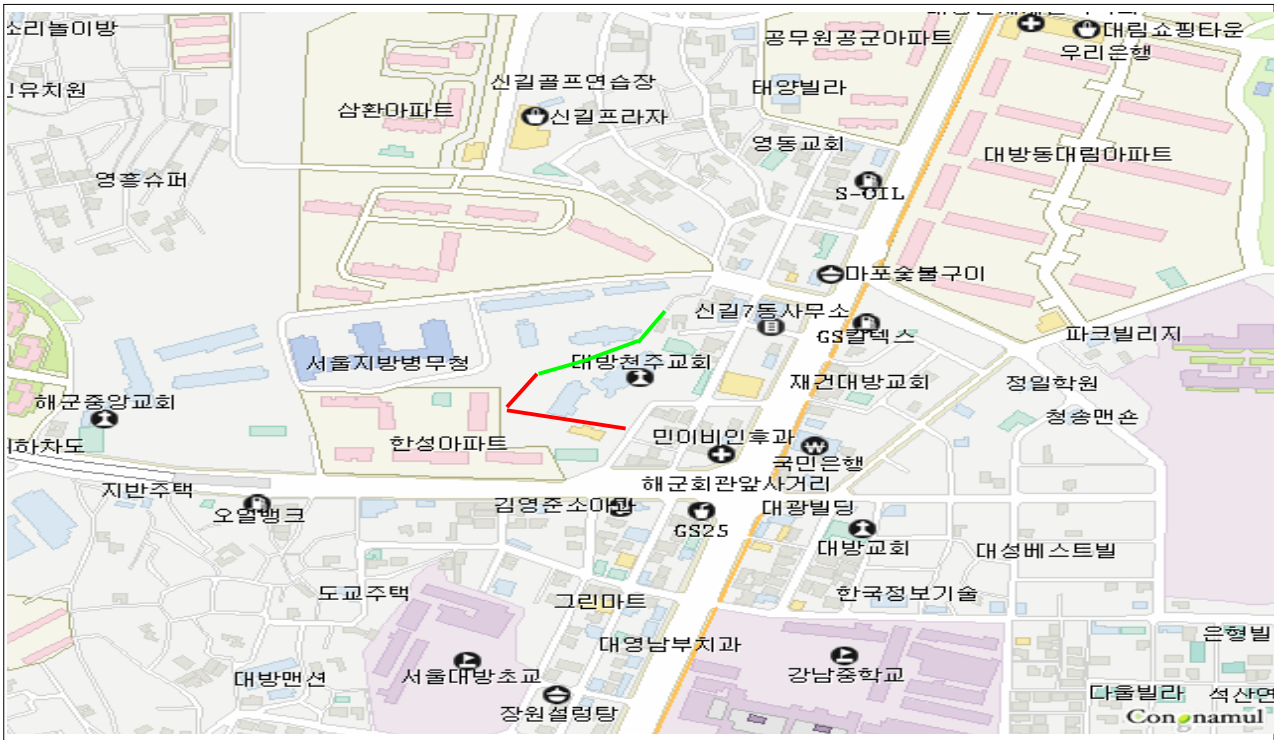 소리놀이방
공무원공군아파트
대림쇼핑타운
우리은행
신길골프연습장
태양빌라
유치원
삼환아파트
신길프라자
영동교회
대방동대림아파트
영흥슈퍼
S-OIL
마포숯불구이
신길7동사무소
GS칼텍스
파크빌리지
서울지방병무청
대방천주교회
재건대방교회
정일학원
해군중앙교회
청송맨숀
한성아파트
민이비인후과
하차도
국민은행
지반주택
해군회관앞사거리
오일뱅크
김영준소아과
대광빌딩
GS25
대방교회
대성베스트빌
도교주택
그린마트
한국정보기술
은형빌
대영남부치과
서울대방초교
강남중학교
대방맨션
다울빌라
석산연
장원설렁탕
Congnamul